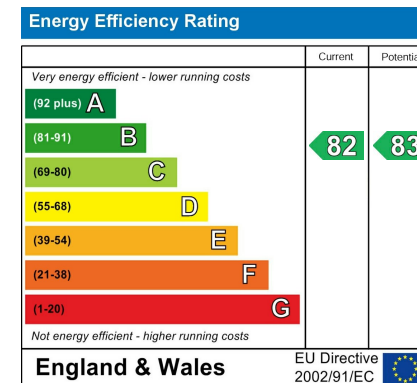 Energy Efficiency Rating
Current Potentia
Very energy efficient - lower running costs
(92 plus) A
(81-91) B
82 83
(69-80) C
(55-68) D
(39-54) E
(21-38) F
(1-20) G
Not energy efficient - higher running costs
England & Wales
EU Directive
2002/91/EC